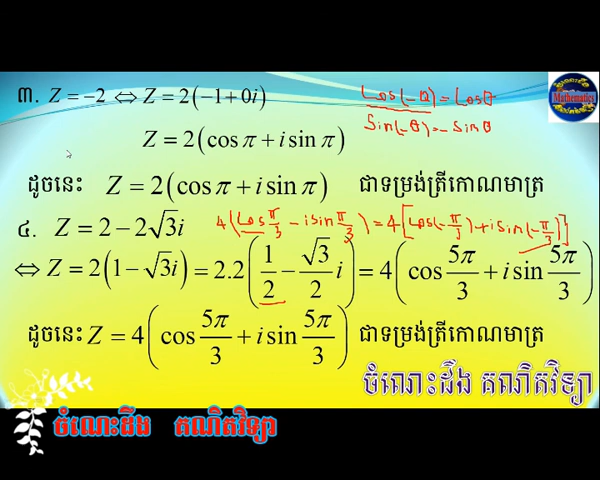 ៣. Z = −2 ⇔ Z = 2(−1+0i)
Cos(-θ) = Cosθ
Sin(-θ) = - Sinθ
Z = 2(cos π + i sin π)
ដូចនេះ Z = 2(cos π + i sin π) ជាទម្រង់ត្រីកោណមាត្រ
៤. Z = 2 − 2√3i
4(Cos π/3 - i sin π/3) = 4[Cos(-π/3) + i Sin(-π/3)]
⇔ Z = 2(1 − √3i) = 2.2(1/2 − √3/2 i) = 4(cos 5π/3 + i sin 5π/3)
ដូចនេះ Z = 4(cos 5π/3 + i sin 5π/3) ជាទម្រង់ត្រីកោណមាត្រ
ចំណេះដឹង គណិតវិទ្យា
ចំណេះដឹង គណិតវិទ្យា